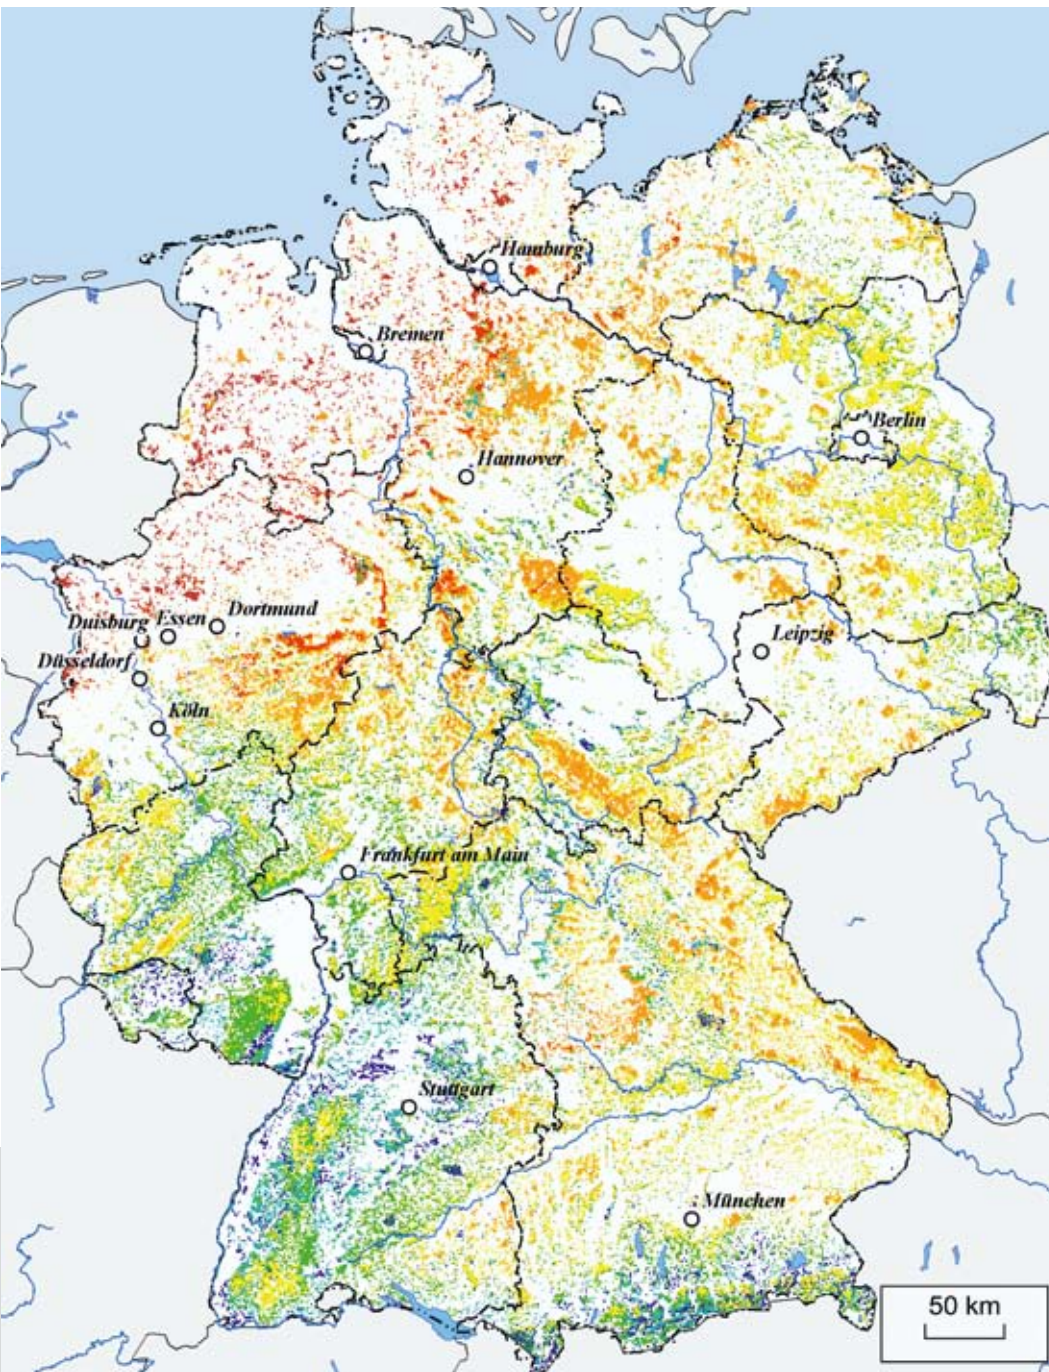 Hamburg
Bremen
Berlin
Hannover
Dortmund
Essen
Duisburg
Leipzig
Düsseldorf
Köln
Frankfurt am Main
Stuttgart
München
50 km